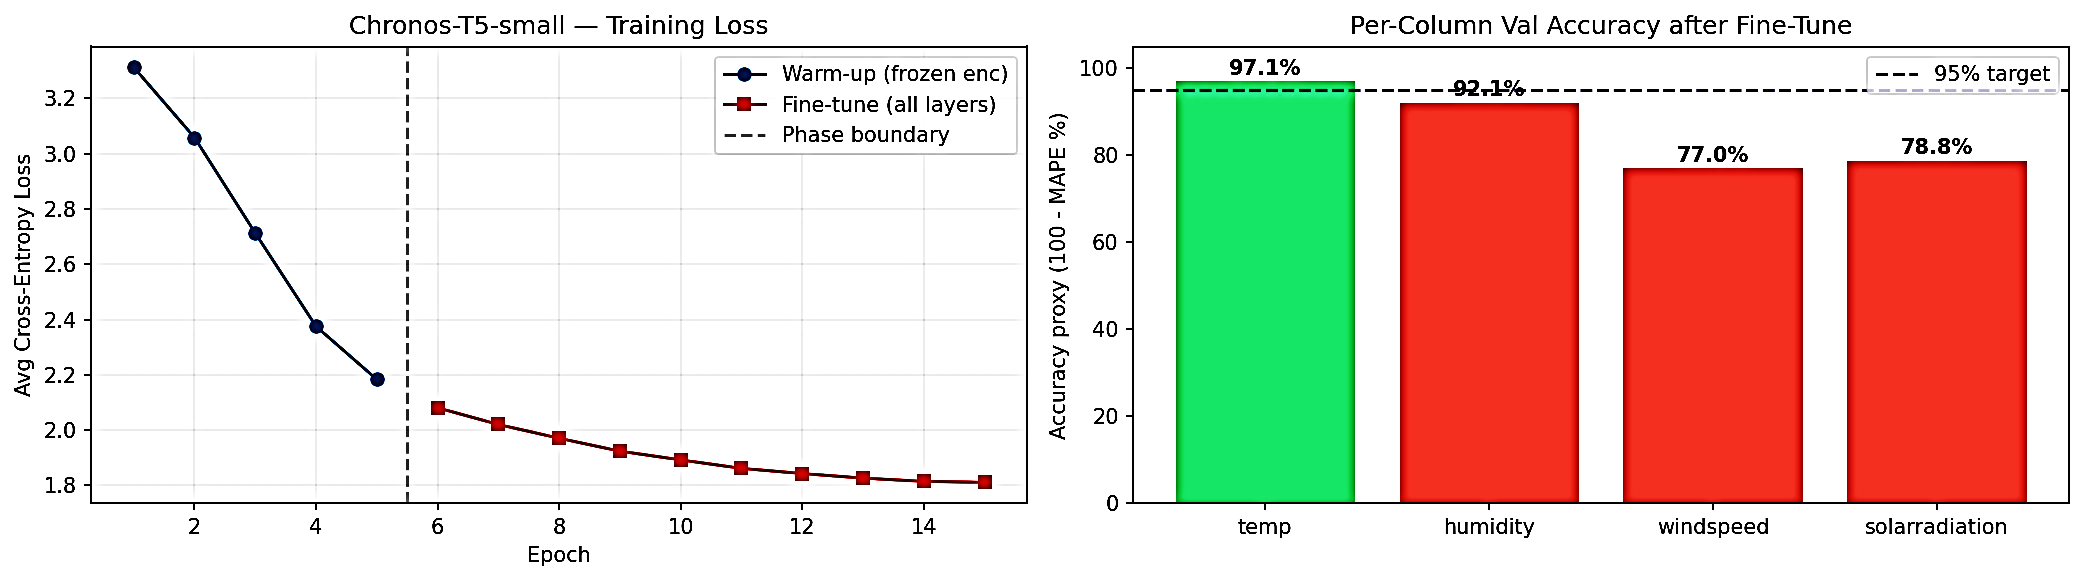 Chronos-T5-small — Training Loss
Avg Cross-Entropy Loss
3.2
3.0
2.8
2.6
2.4
2.2
2.0
1.8
Warm-up (frozen enc)
Fine-tune (all layers)
Phase boundary
2
4
6
8
10
12
14
Epoch
Per-Column Val Accuracy after Fine-Tune
Accuracy proxy (100 - MAPE %)
100
80
60
40
20
0
95% target
97.1%
92.1%
77.0%
78.8%
temp
humidity
windspeed
solarradiation